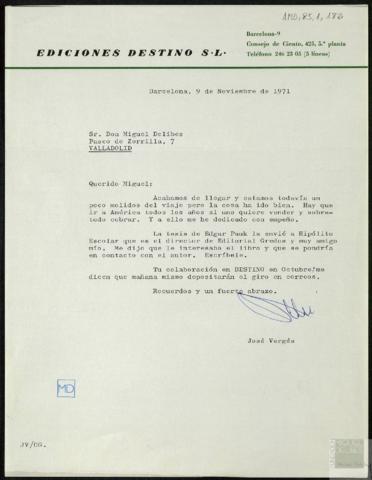 AMD, 85, 1, 182
Barcelona-9
Consejo de Ciento, 425, 5.ª planta
EDICIONES DESTINO S·L·
Teléfono 246 23 05 (5 líneas)
Barcelona, 9 de Noviembre de 1971
Sr. Don Miguel Delibes
Paseo de Zorrilla, 7
VALLADOLID
Querido Miguel:
Acabamos de llegar y estamos todavía un
poco molidos del viaje pero la cosa ha ido bien. Hay que
ir a América todos los años si uno quiere vender y sobre-
todo cobrar. Y a ello me he dedicado con empeño.
La tesis de Edgar Pauk la envié a Hipólito
Escolar que es el director de Editorial Gredos y muy amigo
mío. Me dijo que le interesaba el libro y que se pondría
en contacto con el autor. Escríbele.
Tu colaboración en DESTINO en Octubre/me
dicen que mañana mismo depositarán el giro en correos.
Recuerdos y un fuerte abrazo.
José Vergés
MD
JV/CG.